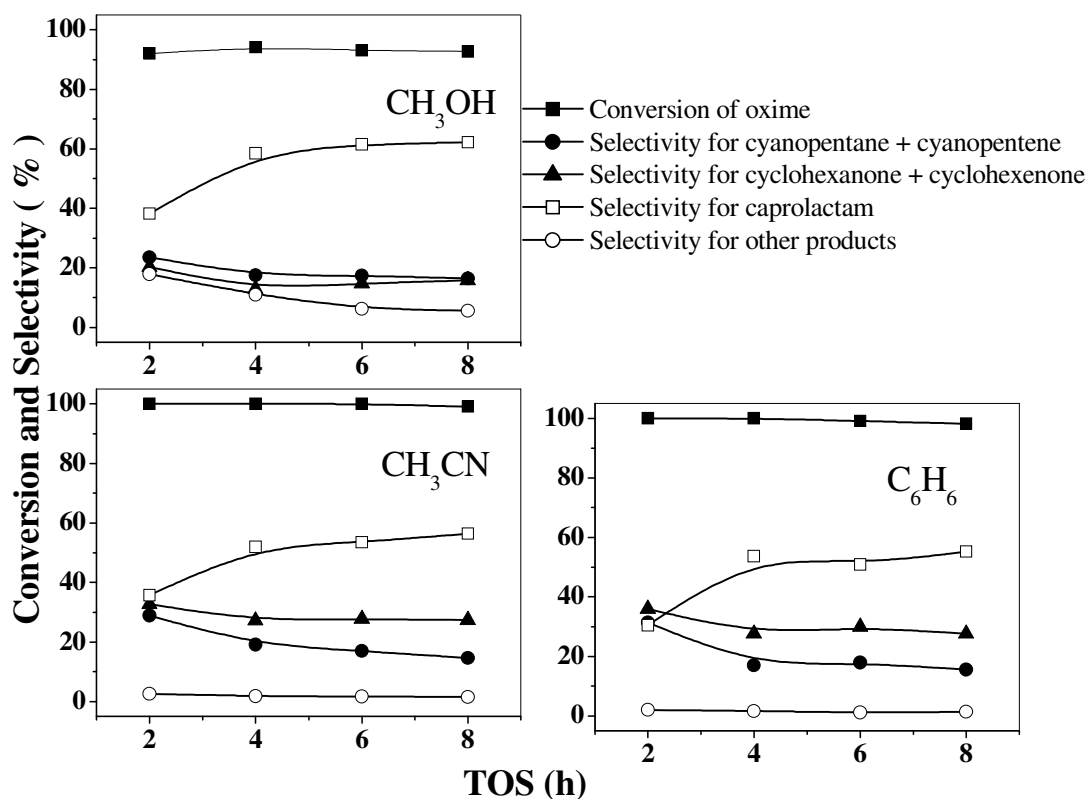 Conversion and Selectivity ( %)
100
80
60
40
20
0
2 4 6 8
CH₃OH
Conversion of oxime
Selectivity for cyanopentane + cyanopentene
Selectivity for cyclohexanone + cyclohexenone
Selectivity for caprolactam
Selectivity for other products
100
80
60
40
20
0
2 4 6 8
CH₃CN
100
80
60
40
20
0
2 4 6 8
C₆H₆
TOS (h)